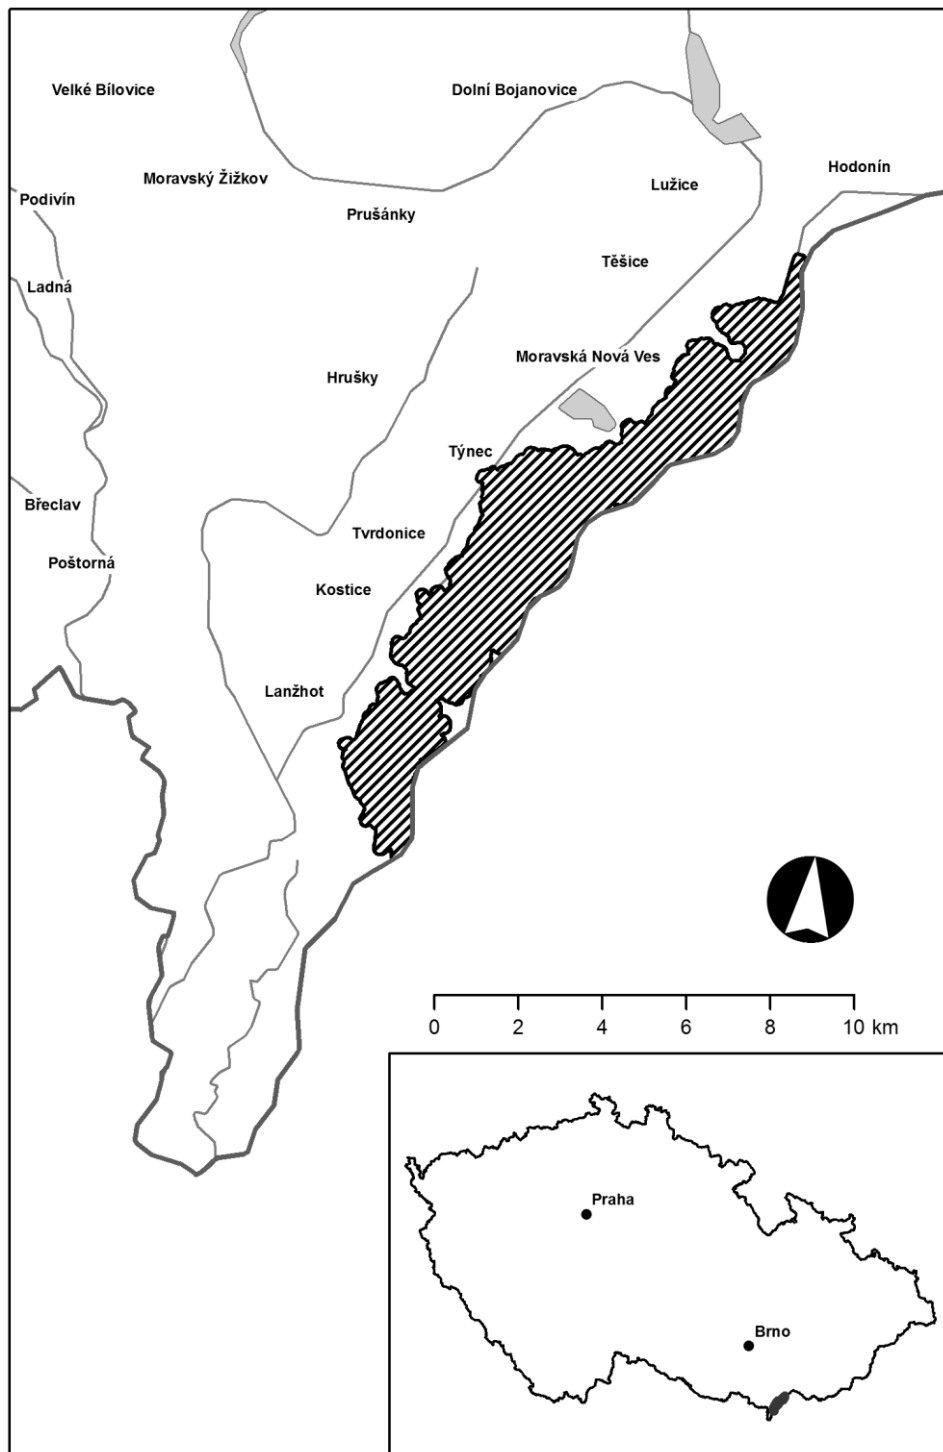 Velké Bílovice
Dolní Bojanovice
Hodonín
Moravský Žižkov
Lužice
Podivín
Prušánky
Těšice
Ladná
Moravská Nová Ves
Hrušky
Týnec
Břeclav
Tvrdonice
Poštorná
Kostice
Lanžhot
0 2 4 6 8 10 km
Praha
Brno